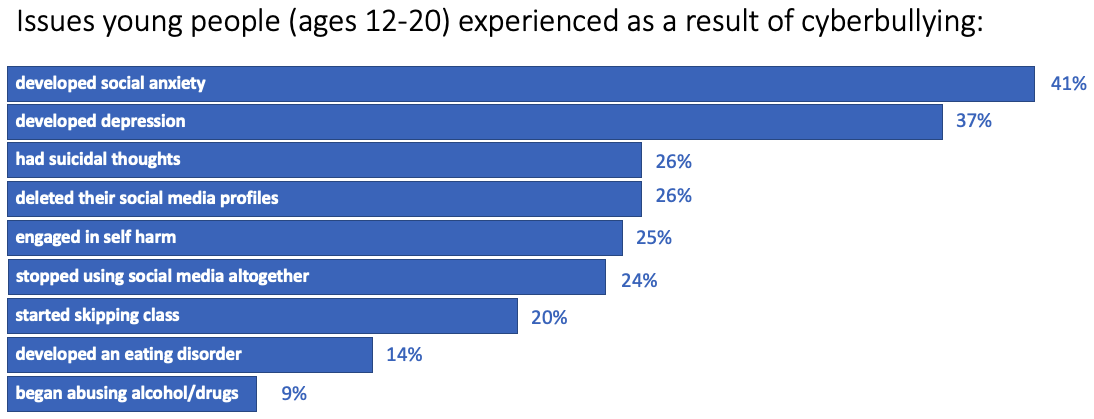 Issues young people (ages 12-20) experienced as a result of cyberbullying:
developed social anxiety 41%
developed depression 37%
had suicidal thoughts 26%
deleted their social media profiles 26%
engaged in self harm 25%
stopped using social media altogether 24%
started skipping class 20%
developed an eating disorder 14%
began abusing alcohol/drugs 9%